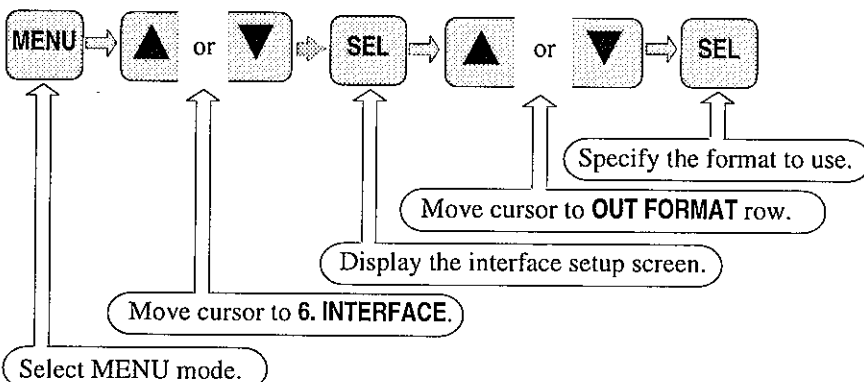 MENU or SEL or SEL
Specify the format to use.
Move cursor to OUT FORMAT row.
Display the interface setup screen.
Move cursor to 6. INTERFACE.
Select MENU mode.